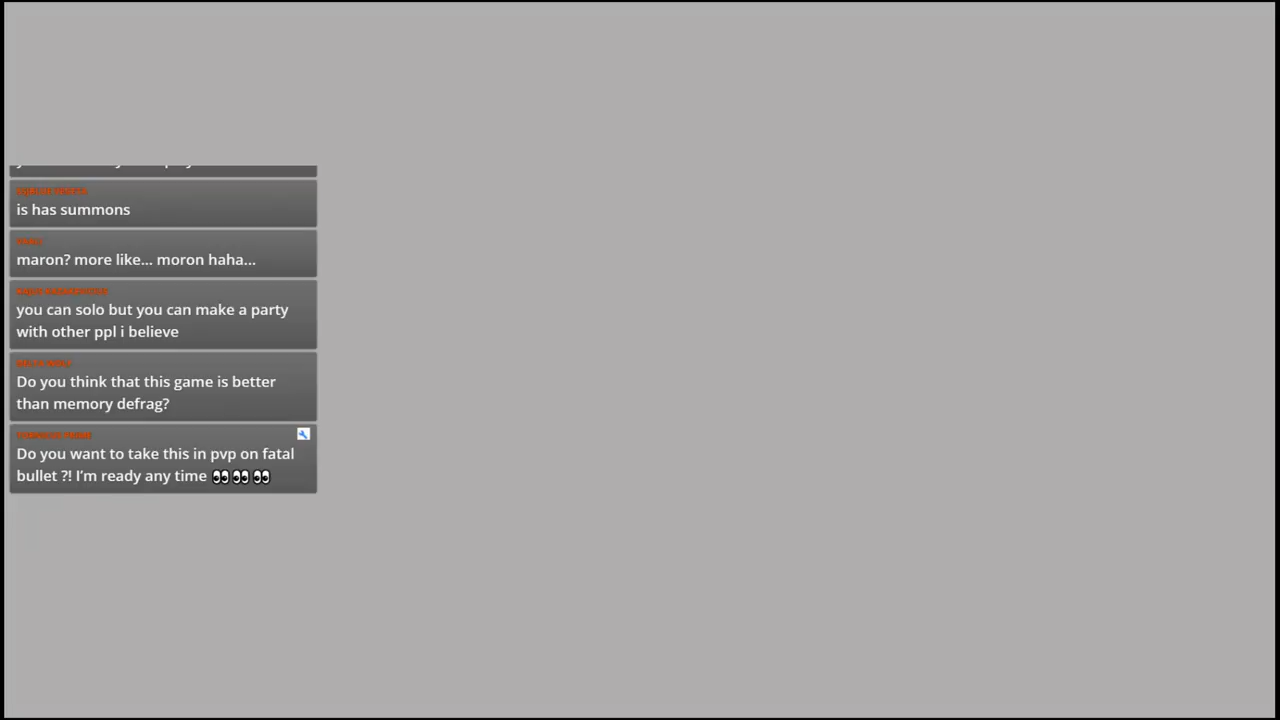 is has summons
maron? more like... moron haha...
you can solo but you can make a party
with other ppl i believe
Do you think that this game is better
than memory defrag?
Do you want to take this in pvp on fatal
bullet ?! I'm ready any time 👀👀👀